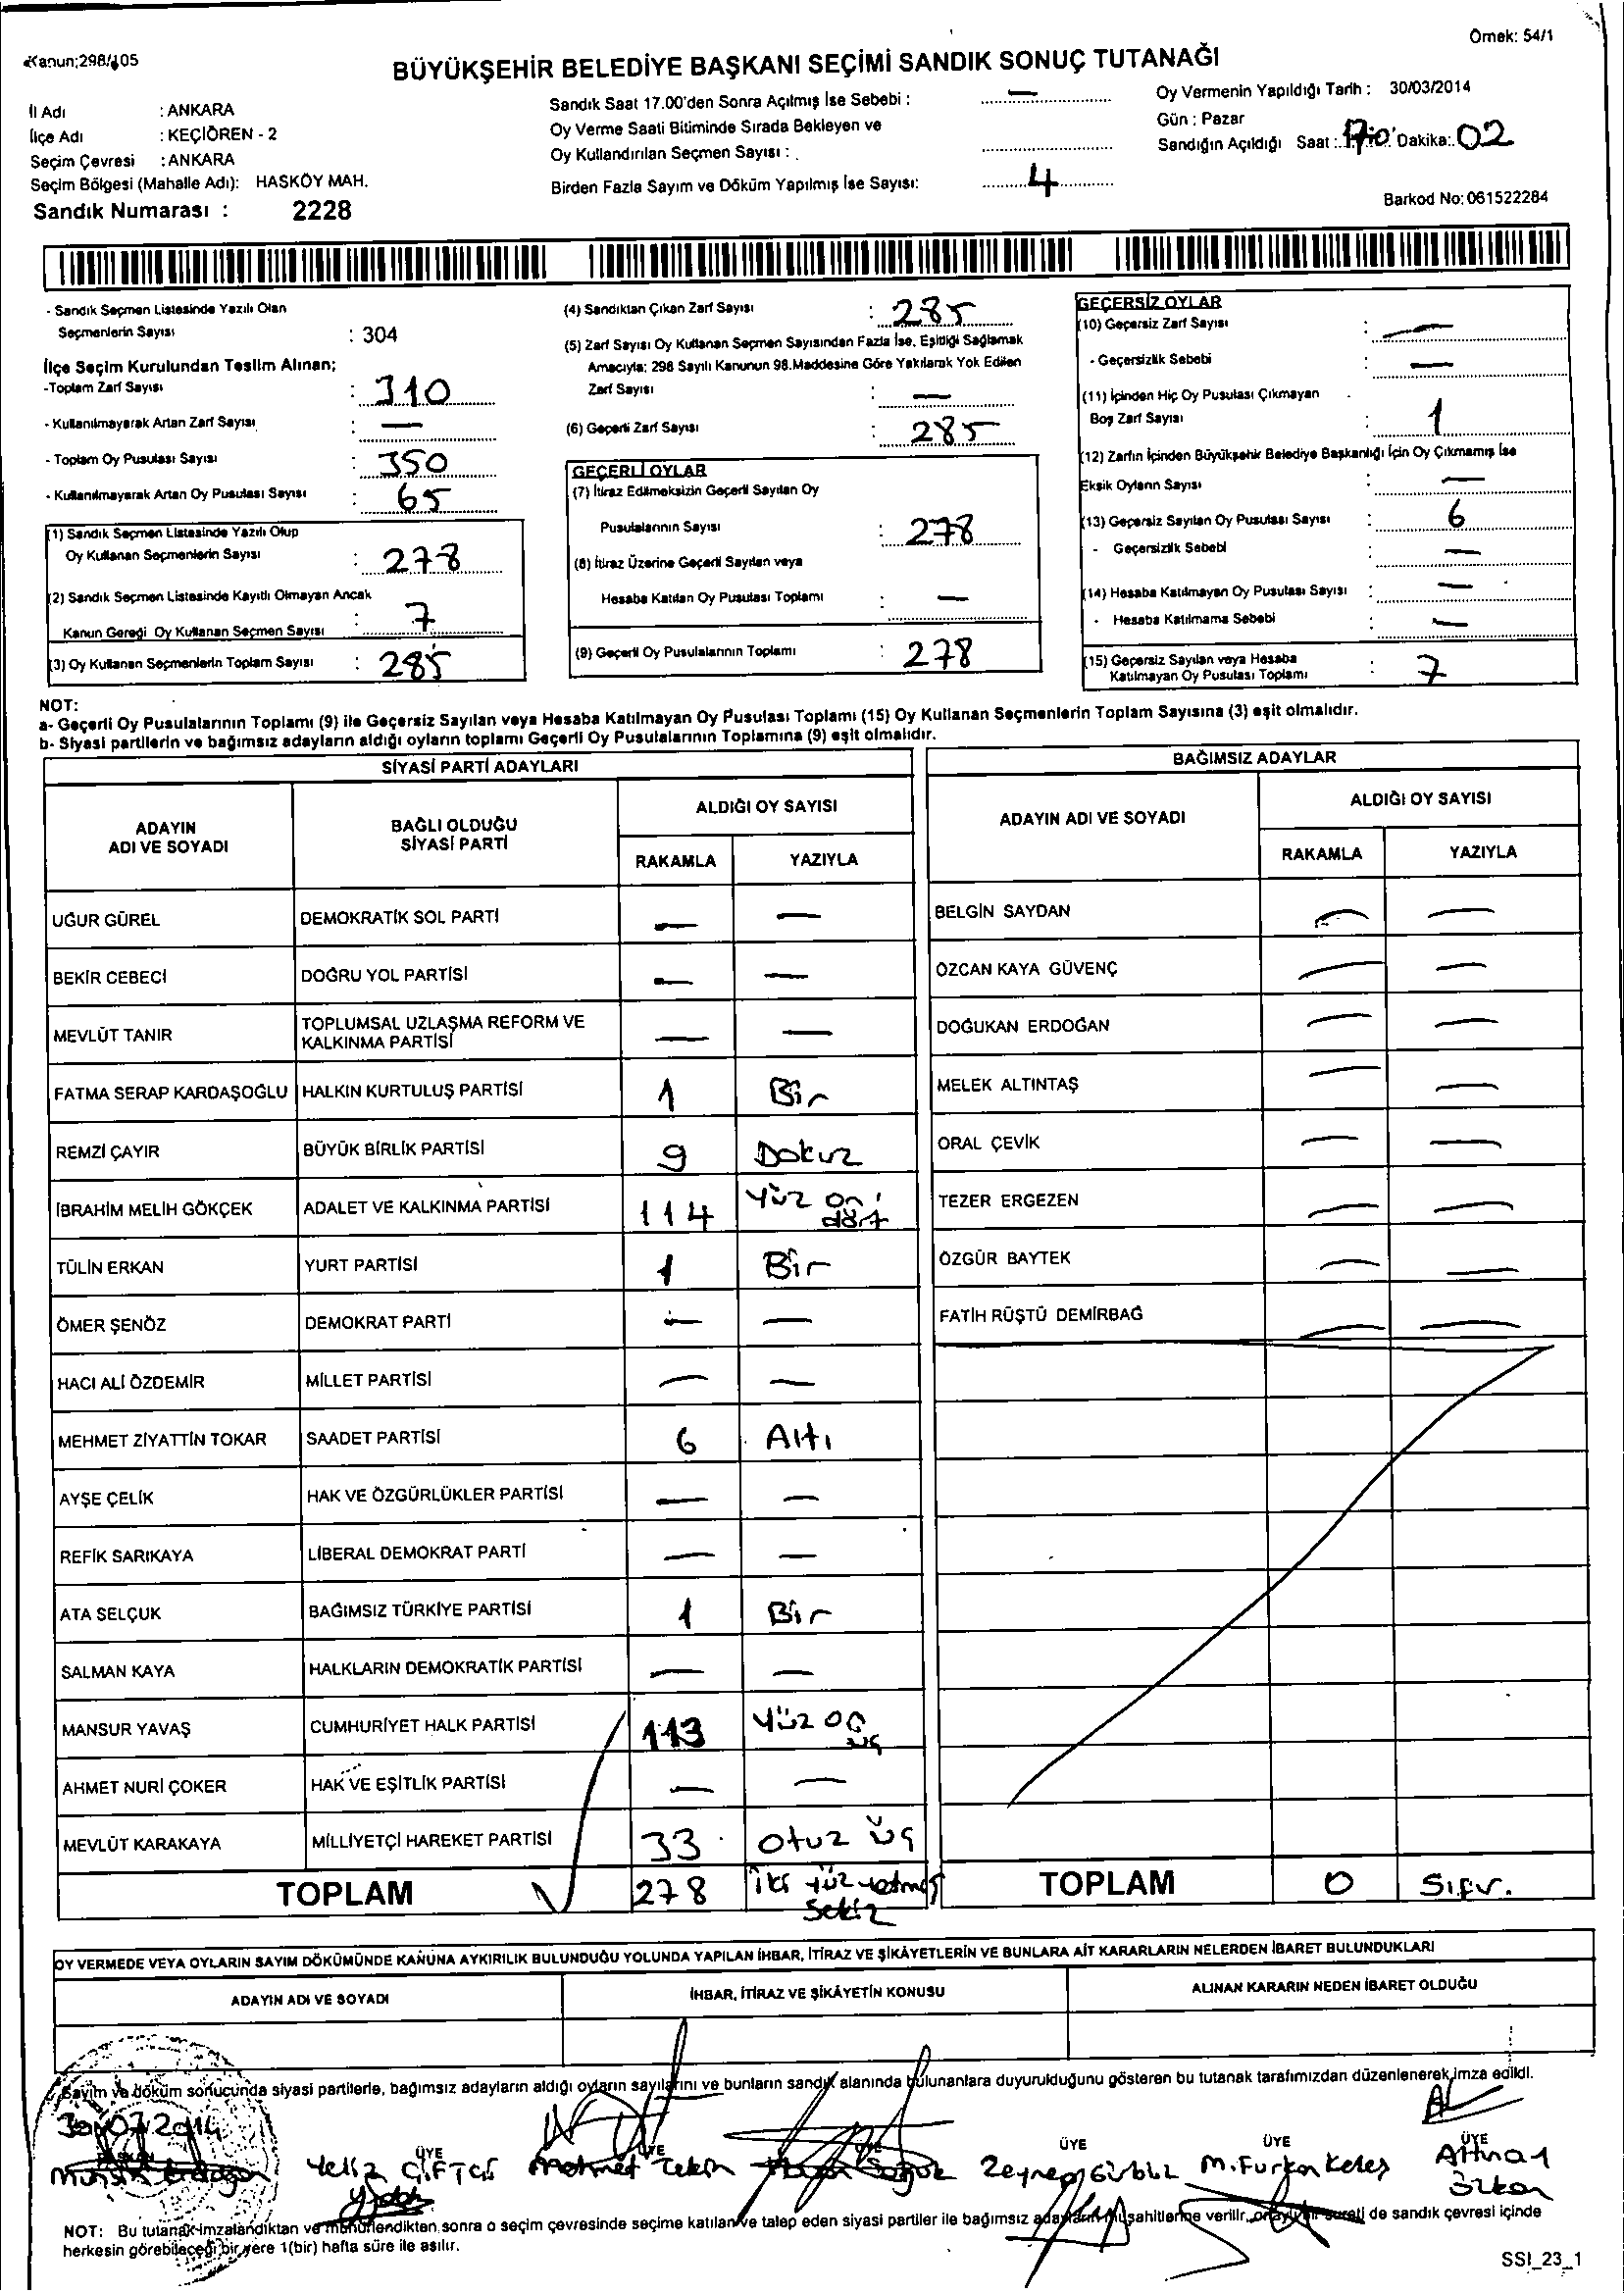 Kanun;298/105
Örnek: 54/1
BÜYÜKŞEHİR BELEDİYE BAŞKANI SEÇİMİ SANDIK SONUÇ TUTANAĞI
İl Adı : ANKARA
İlçe Adı : KEÇİÖREN - 2
Seçim Çevresi : ANKARA
Seçim Bölgesi (Mahalle Adı): HASKÖY MAH.
Sandık Numarası : 2228
Sandık Saat 17.00'den Sonra Açılmış İse Sebebi : —
Oy Verme Saati Bitiminde Sırada Bekleyen ve
Oy Kullandırılan Seçmen Sayısı :
Birden Fazla Sayım ve Döküm Yapılmış İse Sayısı: 4
Oy Vermenin Yapıldığı Tarih : 30/03/2014
Gün : Pazar
Sandığın Açıldığı Saat : Dakika: 02
Barkod No: 061522284
- Sandık Seçmen Listesinde Yazılı Olan
Seçmenlerin Sayısı : 304
İlçe Seçim Kurulundan Teslim Alınan;
-Toplam Zarf Sayısı : 310
- Kullanılmayarak Artan Zarf Sayısı : —
- Toplam Oy Pusulası Sayısı : 350
- Kullanılmayarak Artan Oy Pusulası Sayısı : 65
(1) Sandık Seçmen Listesinde Yazılı Olup
Oy Kullanan Seçmenlerin Sayısı : 278
(2) Sandık Seçmen Listesinde Kayıtlı Olmayan Ancak
Kanun Gereği Oy Kullanan Seçmen Sayısı : 7
(3) Oy Kullanan Seçmenlerin Toplam Sayısı : 285
(4) Sandıktan Çıkan Zarf Sayısı : 285
(5) Zarf Sayısı Oy Kullanan Seçmen Sayısından Fazla İse, Eşitliği Sağlamak
Amacıyla; 298 Sayılı Kanunun 98.Maddesine Göre Yakılarak Yok Edilen
Zarf Sayısı : —
(6) Geçerli Zarf Sayısı : 285
GEÇERLİ OYLAR
(7) İtiraz Edilmeksizin Geçerli Sayılan Oy
Pusulalarının Sayısı : 278
(8) İtiraz Üzerine Geçerli Sayılan veya
Hesaba Katılan Oy Pusulası Toplamı : —
(9) Geçerli Oy Pusulalarının Toplamı : 278
GEÇERSİZ OYLAR
(10) Geçersiz Zarf Sayısı : —
- Geçersizlik Sebebi : —
(11) İçinden Hiç Oy Pusulası Çıkmayan
Boş Zarf Sayısı : 1
(12) Zarfın İçinden Büyükşehir Belediye Başkanlığı İçin Oy Çıkmamış İse
Eksik Oyların Sayısı : —
(13) Geçersiz Sayılan Oy Pusulası Sayısı : 6
- Geçersizlik Sebebi : —
(14) Hesaba Katılmayan Oy Pusulası Sayısı : —
- Hesaba Katılmama Sebebi : —
(15) Geçersiz Sayılan veya Hesaba
Katılmayan Oy Pusulası Toplamı : 7
NOT:
a- Geçerli Oy Pusulalarının Toplamı (9) ile Geçersiz Sayılan veya Hesaba Katılmayan Oy Pusulası Toplamı (15) Oy Kullanan Seçmenlerin Toplam Sayısına (3) eşit olmalıdır.
b- Siyasi partilerin ve bağımsız adayların aldığı oyların toplamı Geçerli Oy Pusulalarının Toplamına (9) eşit olmalıdır.
SİYASİ PARTİ ADAYLARI
ADAYIN ADI VE SOYADI BAĞLI OLDUĞU SİYASİ PARTİ ALDIĞI OY SAYISI
RAKAMLA YAZIYLA
UĞUR GÜREL DEMOKRATİK SOL PARTİ — —
BEKİR CEBECİ DOĞRU YOL PARTİSİ — —
MEVLÜT TANIR TOPLUMSAL UZLAŞMA REFORM VE KALKINMA PARTİSİ — —
FATMA SERAP KARDAŞOĞLU HALKIN KURTULUŞ PARTİSİ 1 Bir
REMZİ ÇAYIR BÜYÜK BİRLİK PARTİSİ 9 Dokuz
İBRAHİM MELİH GÖKÇEK ADALET VE KALKINMA PARTİSİ 114 Yüz on dört
TÜLİN ERKAN YURT PARTİSİ 1 Bir
ÖMER ŞENÖZ DEMOKRAT PARTİ — —
HACI ALİ ÖZDEMİR MİLLET PARTİSİ — —
MEHMET ZİYATTİN TOKAR SAADET PARTİSİ 6 Altı
AYŞE ÇELİK HAK VE ÖZGÜRLÜKLER PARTİSİ — —
REFİK SARIKAYA LİBERAL DEMOKRAT PARTİ — —
ATA SELÇUK BAĞIMSIZ TÜRKİYE PARTİSİ 1 Bir
SALMAN KAYA HALKLARIN DEMOKRATİK PARTİSİ — —
MANSUR YAVAŞ CUMHURİYET HALK PARTİSİ 113 Yüz on üç
AHMET NURİ ÇOKER HAK VE EŞİTLİK PARTİSİ — —
MEVLÜT KARAKAYA MİLLİYETÇİ HAREKET PARTİSİ 33 otuz üç
TOPLAM 278 iki yüz yetmiş sekiz
BAĞIMSIZ ADAYLAR
ADAYIN ADI VE SOYADI ALDIĞI OY SAYISI
RAKAMLA YAZIYLA
BELGİN SAYDAN — —
ÖZCAN KAYA GÜVENÇ — —
DOĞUKAN ERDOĞAN — —
MELEK ALTINTAŞ — —
ORAL ÇEVİK — —
TEZER ERGEZEN — —
ÖZGÜR BAYTEK — —
FATİH RÜŞTÜ DEMİRBAĞ — —
TOPLAM 0 Sıfır.
OY VERMEDE VEYA OYLARIN SAYIM DÖKÜMÜNDE KANUNA AYKIRILIK BULUNDUĞU YOLUNDA YAPILAN İHBAR, İTİRAZ VE ŞİKÂYETLERİN VE BUNLARA AİT KARARLARIN NELERDEN İBARET BULUNDUKLARI
ADAYIN ADI VE SOYADI İHBAR, İTİRAZ VE ŞİKÂYETİN KONUSU ALINAN KARARIN NEDEN İBARET OLDUĞU
Sayım ve döküm sonucunda siyasi partilerle, bağımsız adayların aldığı oyların sayılarını ve bunların sandık alanında bulunanlara duyurulduğunu gösteren bu tutanak tarafımızdan düzenlenerek imza edildi.
ÜYE ÜYE ÜYE ÜYE ÜYE ÜYE
Yeliz ÇİFTÇİ Mehmet Tekin Zeynep M.Furkan Keleş
NOT: Bu tutanak imzalandıktan ve mühürlendikten sonra o seçim çevresinde seçime katılan ve talep eden siyasi partiler ile bağımsız adayların müşahitlerine verilir, de sandık çevresi içinde
herkesin görebileceği bir yere 1(bir) hafta süre ile asılır.
SSI_23_1